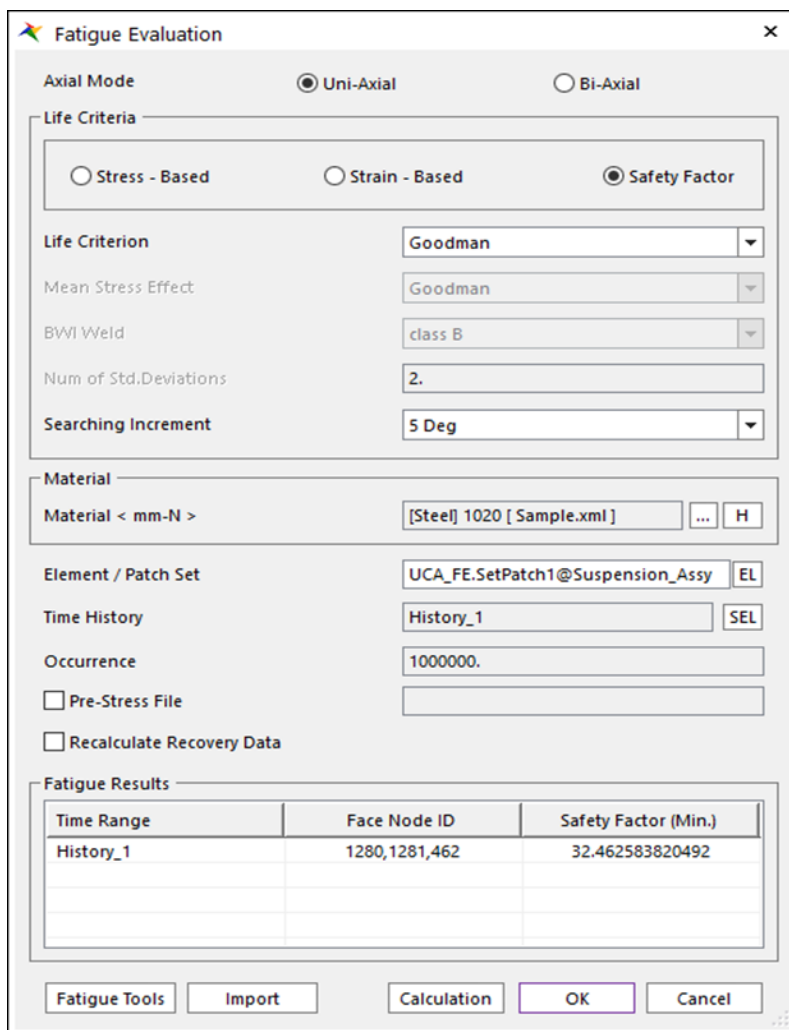 Fatigue Evaluation
Axial Mode Uni-Axial Bi-Axial
Life Criteria
Stress - Based Strain - Based Safety Factor
Life Criterion Goodman
Mean Stress Effect Goodman
BWI Weld class B
Num of Std.Deviations 2.
Searching Increment 5 Deg
Material
Material < mm-N > [Steel] 1020 [ Sample.xml ] ... H
Element / Patch Set UCA_FE.SetPatch1@Suspension_Assy EL
Time History History_1 SEL
Occurrence 1000000.
Pre-Stress File
Recalculate Recovery Data
Fatigue Results
Time Range Face Node ID Safety Factor (Min.)
History_1 1280,1281,462 32.462583820492
Fatigue Tools Import Calculation OK Cancel